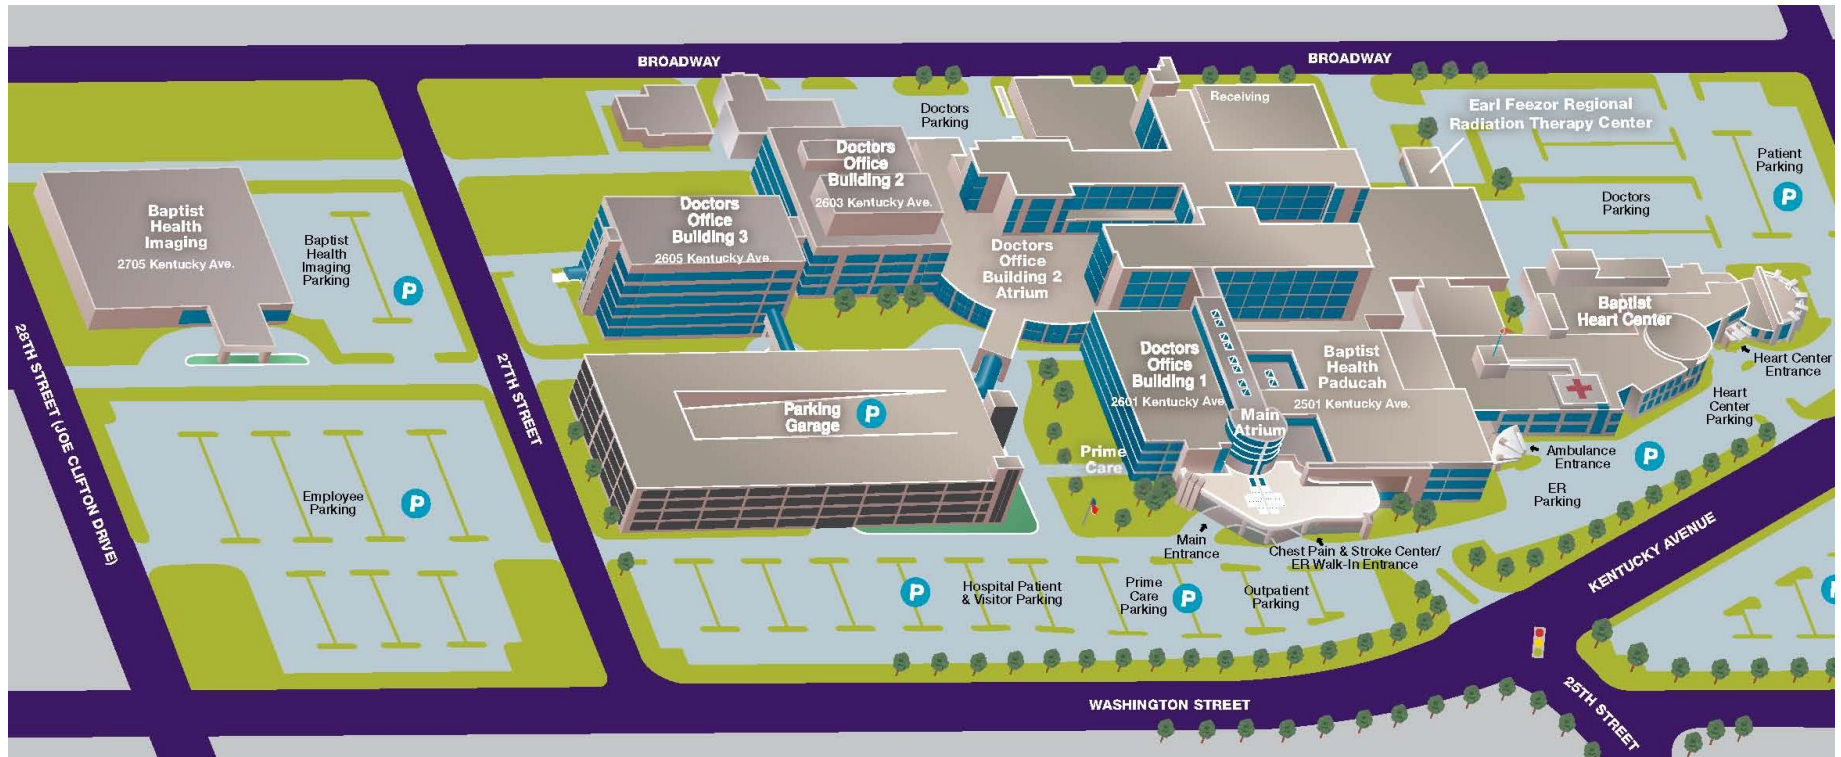 BROADWAY
BROADWAY
Receiving
Doctors
Parking
Earl Feezor Regional
Radiation Therapy Center
Patient
Parking
P
Doctors
Office
Building 2
2603 Kentucky Ave.
Doctors
Parking
Baptist
Health
Imaging
2705 Kentucky Ave.
Baptist
Health
Imaging
Parking
P
Doctors
Office
Building 3
2605 Kentucky Ave.
Doctors
Office
Building 2
Atrium
Baptist
Heart Center
Heart Center
Entrance
28TH STREET (JOE CLIFTON DRIVE)
27TH STREET
Doctors
Office
Building 1
2601 Kentucky Ave.
Baptist
Health
Paducah
2501 Kentucky Ave.
Heart
Center
Parking
Parking
Garage
P
Main
Atrium
Prime
Care
Ambulance
Entrance
P
ER
Parking
Employee
Parking
P
Main
Entrance
Chest Pain & Stroke Center/
ER Walk-In Entrance
KENTUCKY AVENUE
P
Hospital Patient
& Visitor Parking
Prime
Care
Parking
P
Outpatient
Parking
P
WASHINGTON STREET
25TH STREET